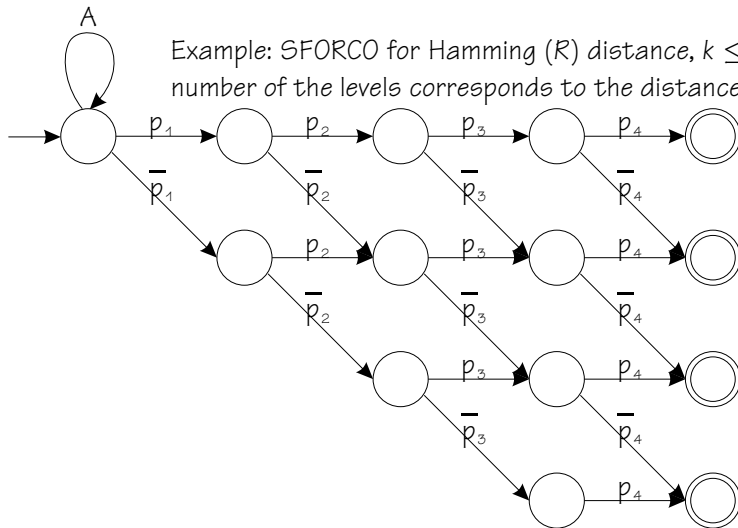 A
Example: SFORCO for Hamming (R) distance, k ≤
number of the levels corresponds to the distance
p₁ p₂ p₃ p₄
p̅₁ p̅₂ p̅₃ p̅₄
p₂ p₃ p₄
p̅₂ p̅₃ p̅₄
p₃ p₄
p̅₃ p̅₄
p₄